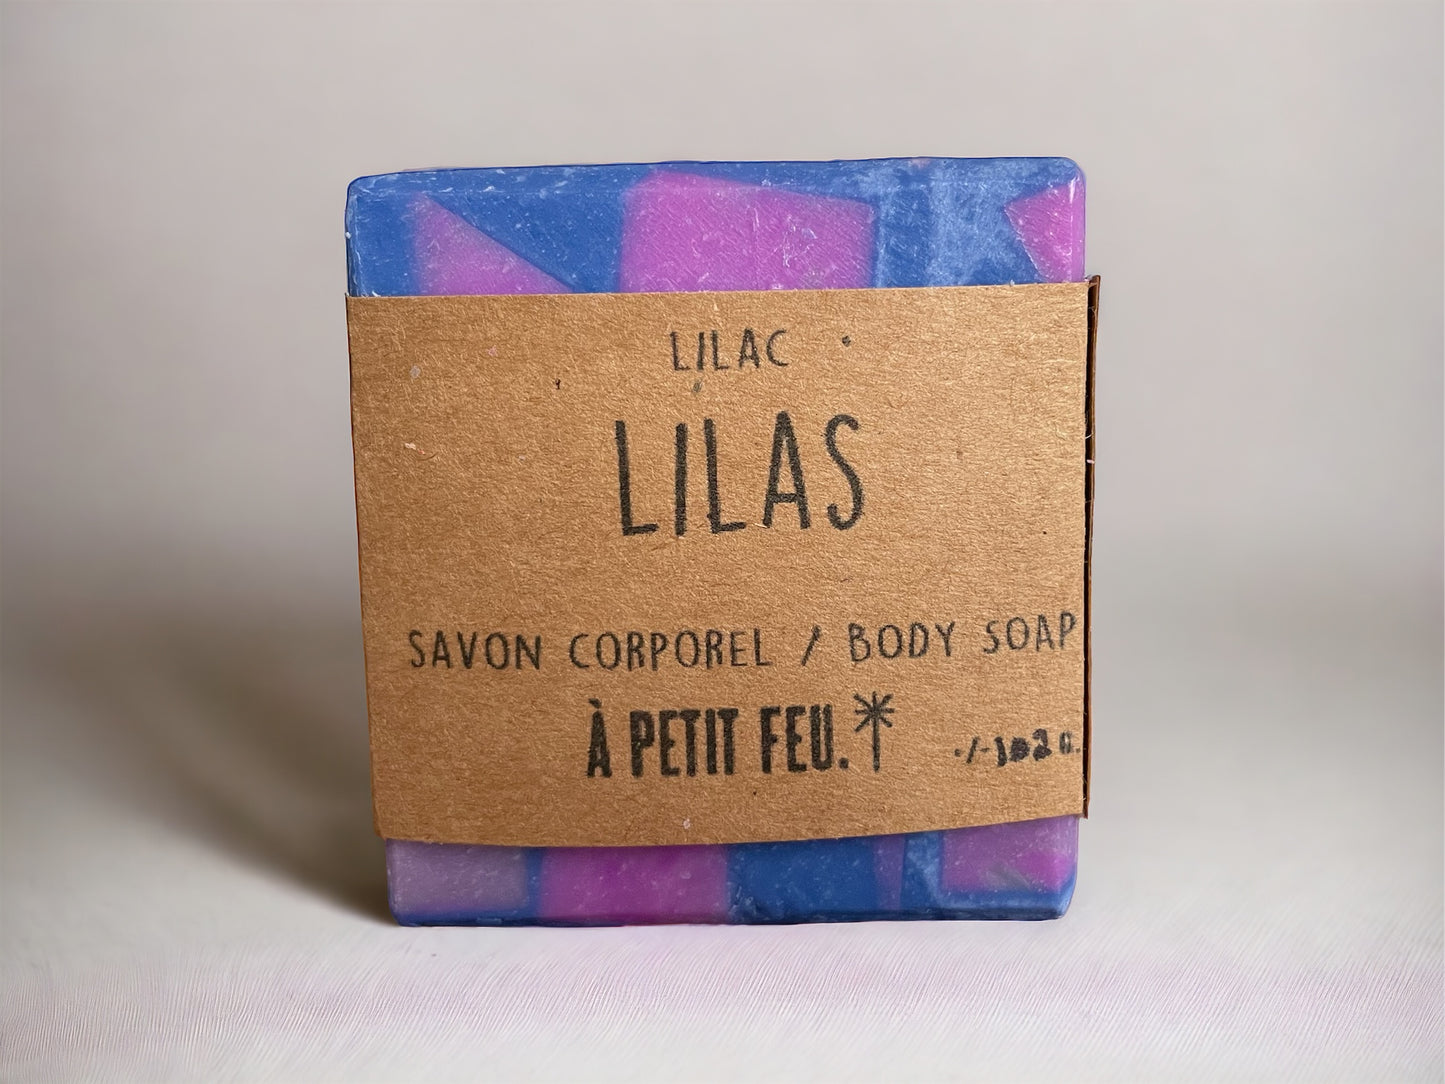 LILAC
LILAS
SAVON CORPOREL / BODY SOAP
À PETIT FEU.